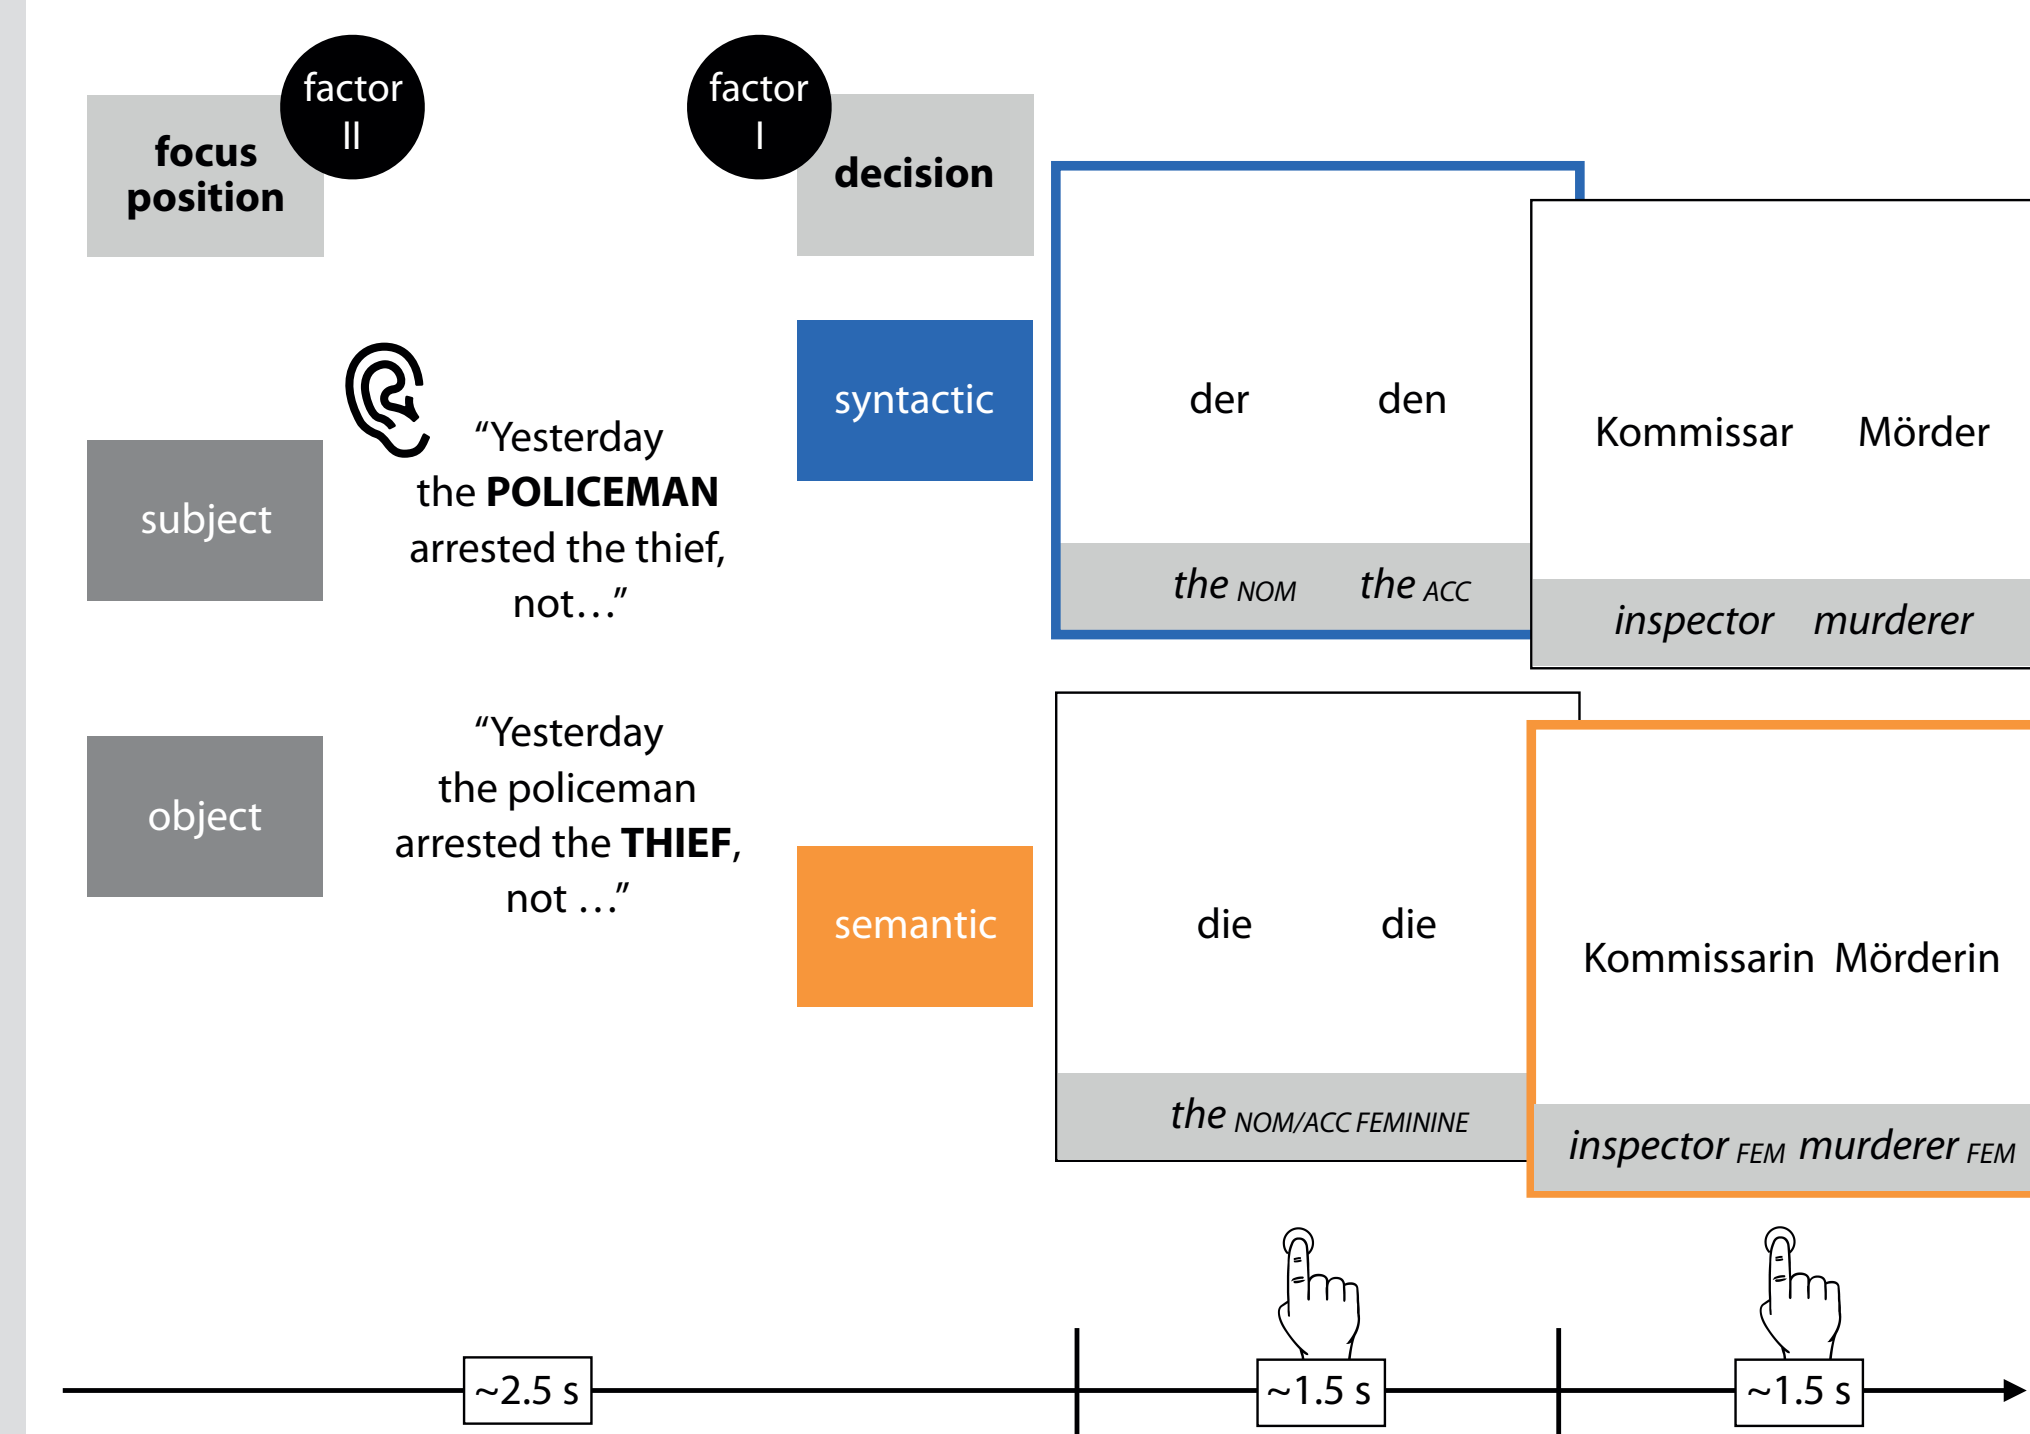 factor
II
focus
position
factor
I
decision
subject
“Yesterday
the POLICEMAN
arrested the thief,
not…”
object
“Yesterday
the policeman
arrested the THIEF,
not …”
syntactic
der den
the NOM the ACC
Kommissar Mörder
inspector murderer
semantic
die die
the NOM/ACC FEMININE
Kommissarin Mörderin
inspector FEM murderer FEM
~2.5 s
~1.5 s
~1.5 s